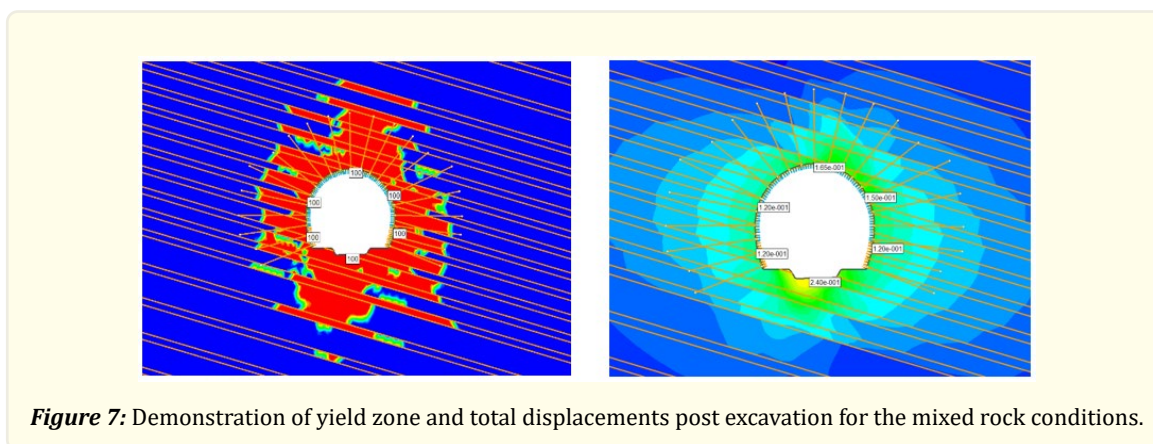 100
100
100
100
100
100
1.65e-001
1.50e-001
1.20e-001
1.20e-001
1.20e-001
2.40e-001
Figure 7: Demonstration of yield zone and total displacements post excavation for the mixed rock conditions.